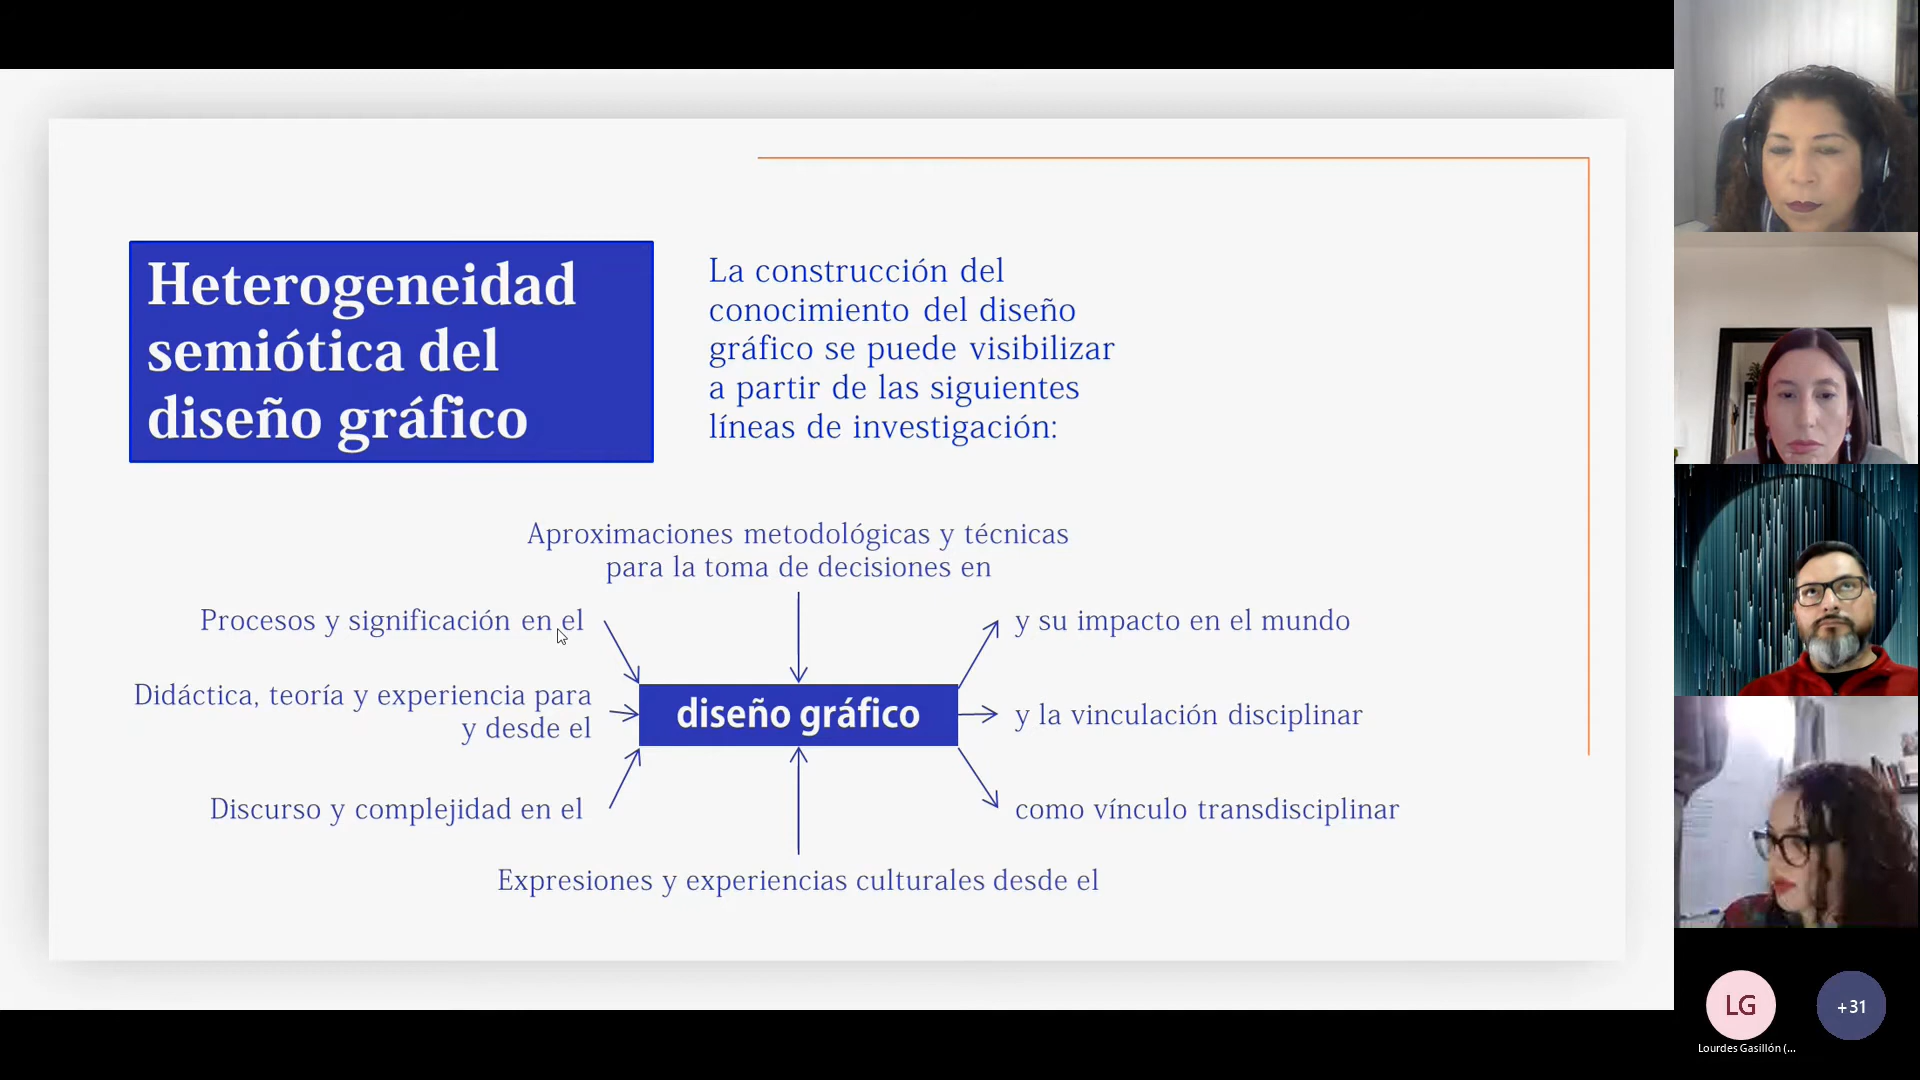 Heterogeneidad
semiótica del
diseño gráfico
La construcción del
conocimiento del diseño
gráfico se puede visibilizar
a partir de las siguientes
líneas de investigación:
Aproximaciones metodológicas y técnicas
para la toma de decisiones en
Procesos y significación en el
Didáctica, teoría y experiencia para
y desde el
Discurso y complejidad en el
diseño gráfico
y su impacto en el mundo
y la vinculación disciplinar
como vínculo transdisciplinar
Expresiones y experiencias culturales desde el
LG
+31
Lourdes Gasillón (...